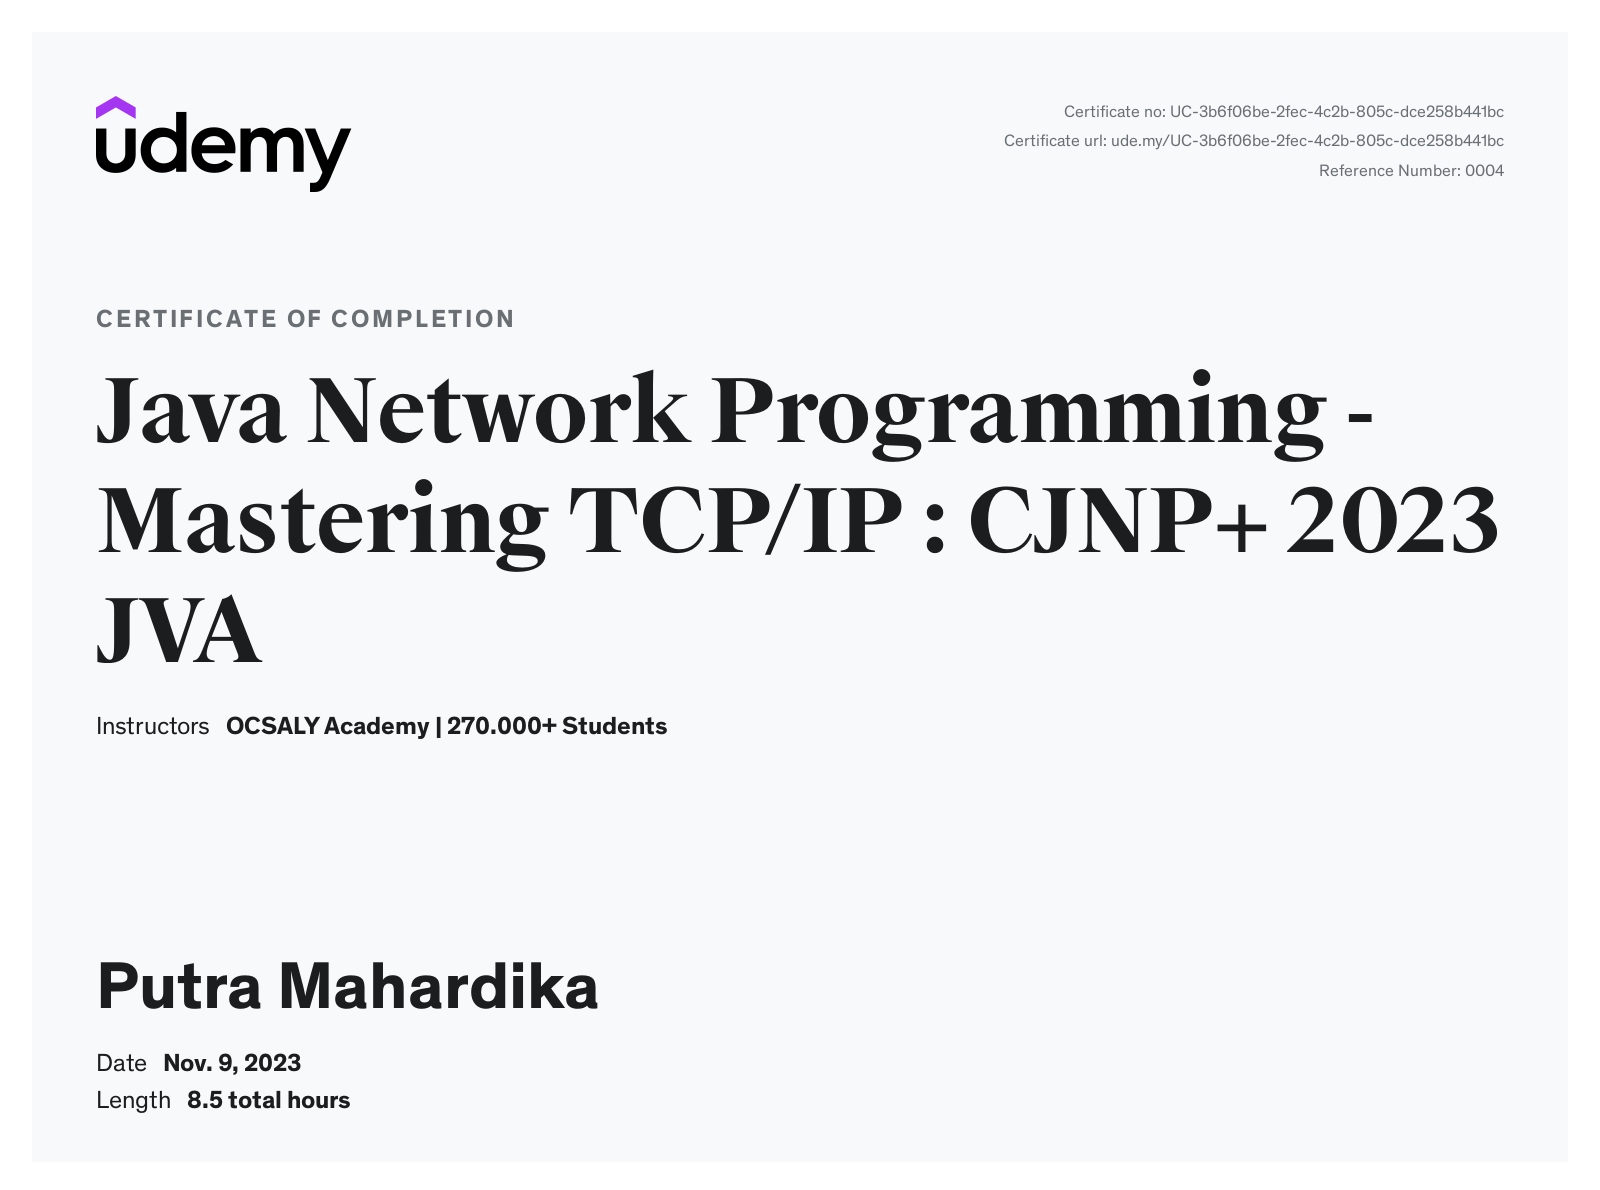 udemy
Certificate no: UC-3b6f06be-2fec-4c2b-805c-dce258b441bc
Certificate url: ude.my/UC-3b6f06be-2fec-4c2b-805c-dce258b441bc
Reference Number: 0004
CERTIFICATE OF COMPLETION
Java Network Programming -
Mastering TCP/IP : CJNP+ 2023
JVA
Instructors OCSALY Academy | 270.000+ Students
Putra Mahardika
Date Nov. 9, 2023
Length 8.5 total hours